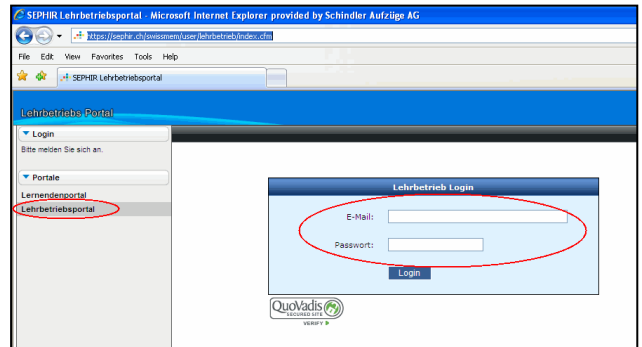 SEPHIR Lehrbetriebsportal - Microsoft Internet Explorer provided by Schindler Aufzüge AG
https://sephir.ch/swissmem/user/lehrbetrieb/index.cfm
File Edit View Favorites Tools Help
SEPHIR Lehrbetriebsportal
Lehrbetriebs Portal
Login
Bitte melden Sie sich an.
Portale
Lernendenportal
Lehrbetriebsportal
Lehrbetrieb Login
E-Mail:
Passwort:
Login
QuoVadis
SECURED SITE
VERIFY